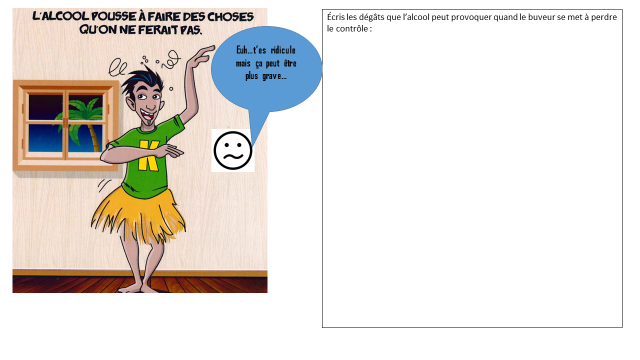 L'ALCOOL POUSSE À FAIRE DES CHOSES
QU'ON NE FERAIT PAS.
Euh...t'es ridicule
mais ça peut être
plus grave...
K
Écris les dégâts que l'alcool peut provoquer quand le buveur se met à perdre
le contrôle :